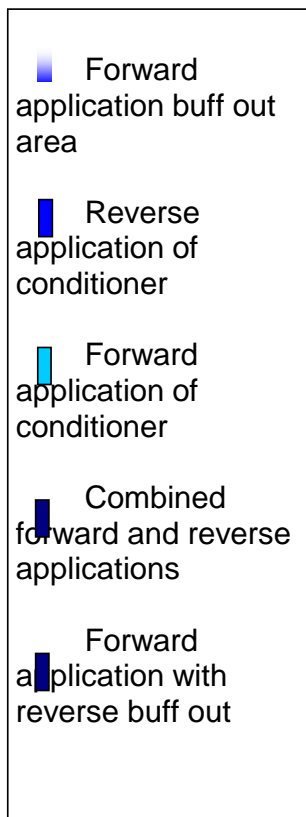 Forward
application buff out
area
Reverse
application of
conditioner
Forward
application of
conditioner
Combined
forward and reverse
applications
Forward
application with
reverse buff out